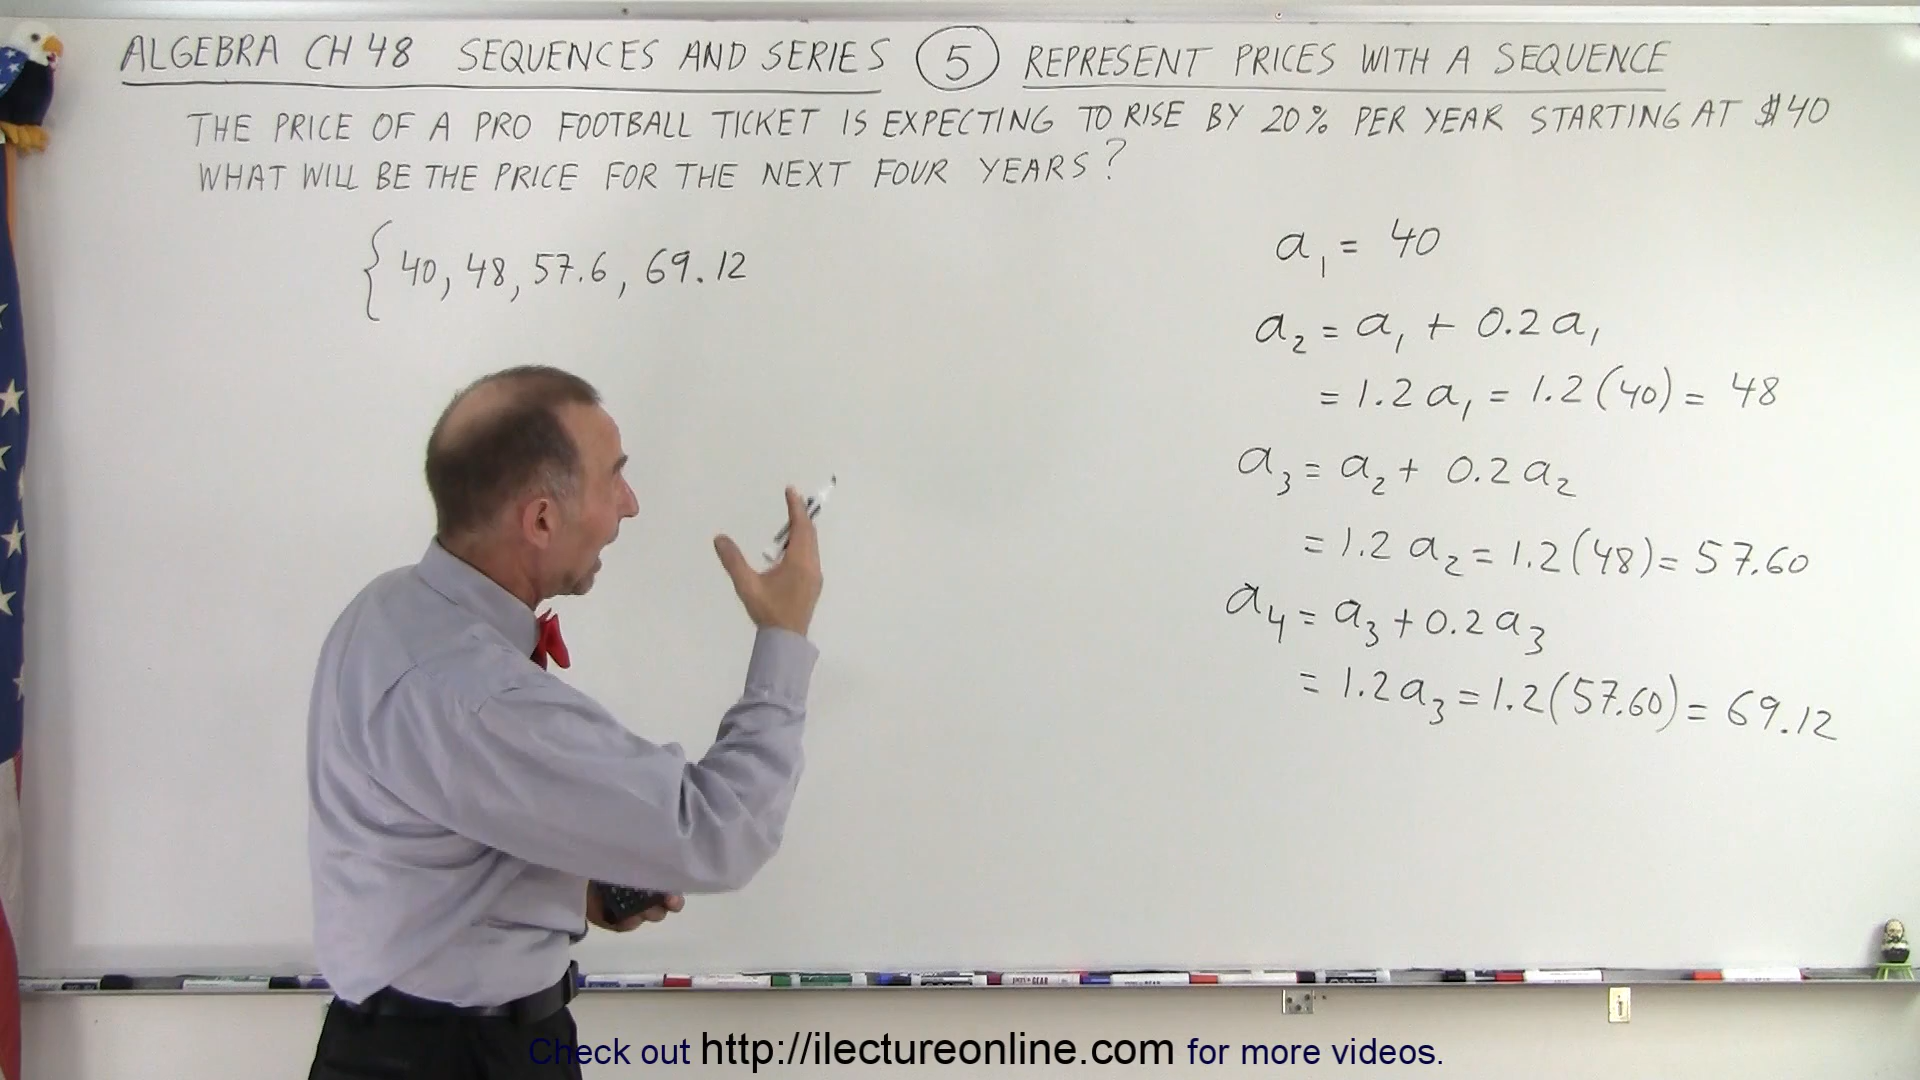 ALGEBRA CH 48 SEQUENCES AND SERIES 5 REPRESENT PRICES WITH A SEQUENCE
THE PRICE OF A PRO FOOTBALL TICKET IS EXPECTING TO RISE BY 20% PER YEAR STARTING AT $40
WHAT WILL BE THE PRICE FOR THE NEXT FOUR YEARS?
{ 40, 48, 57.6, 69.12
a₁ = 40
a₂ = a₁ + 0.2a₁
= 1.2a₁ = 1.2(40) = 48
a₃ = a₂ + 0.2a₂
= 1.2a₂ = 1.2(48) = 57.60
a₄ = a₃ + 0.2a₃
= 1.2a₃ = 1.2(57.60) = 69.12
Check out http://ilectureonline.com for more videos.